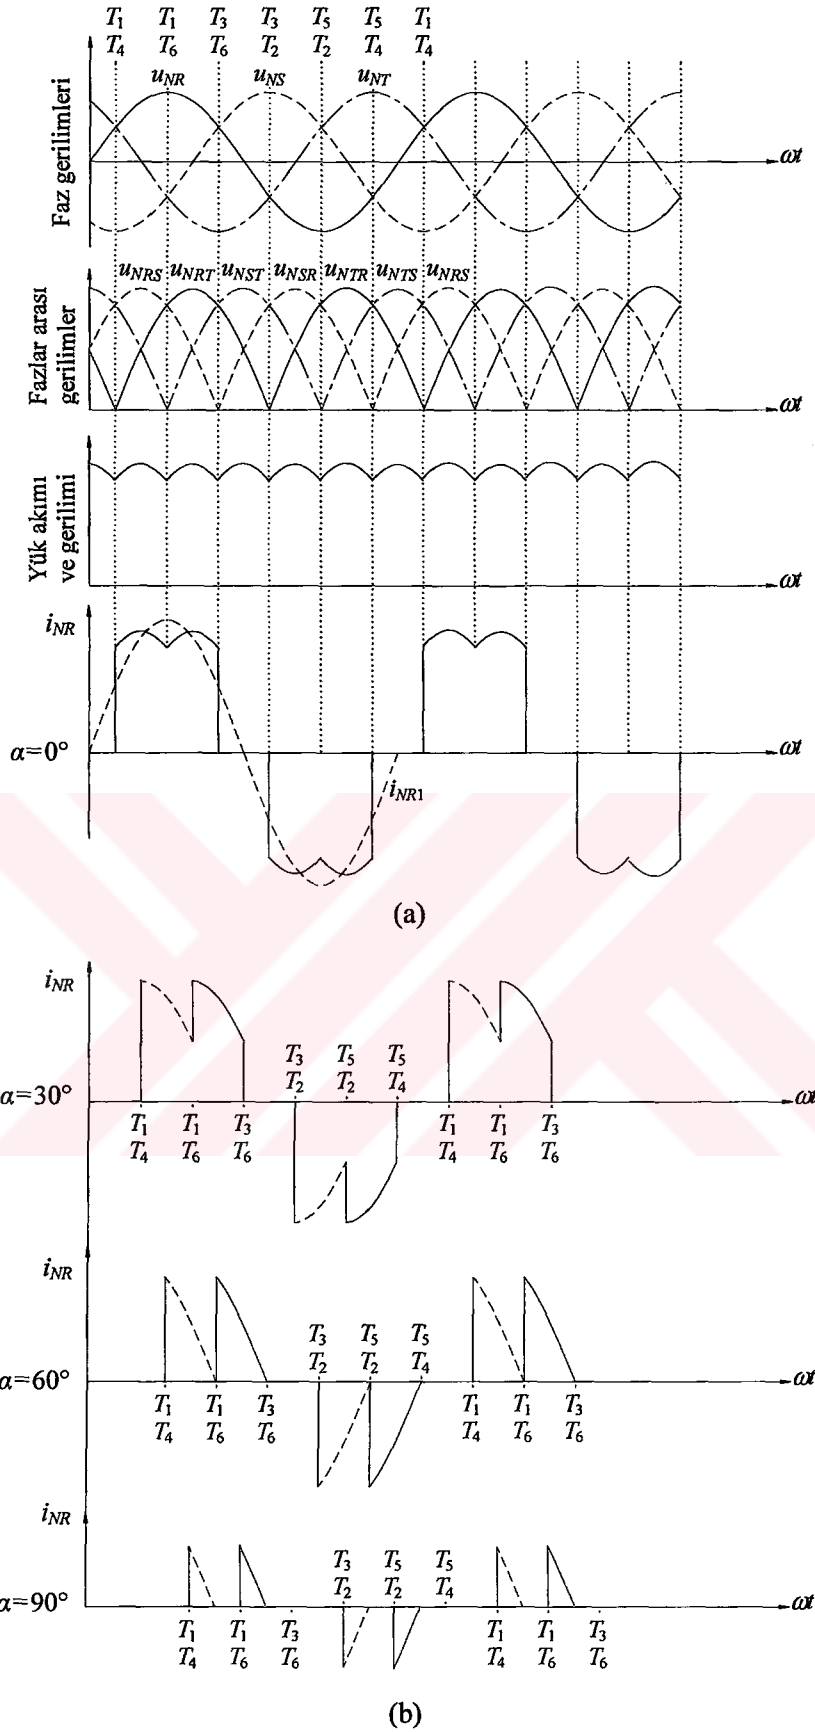 T1 T1 T3 T3 T5 T5 T1
T4 T6 T6 T2 T2 T4 T4
Faz gerilimleri
uNR uNS uNT
ωt
Fazlar arası
gerilimler
uNRS uNRT uNST uNSR uNTR uNTS uNRS
ωt
Yük akımı
ve gerilimi
ωt
iNR
α=0°
ωt
iNR1
(a)
iNR
T3 T5 T5
T2 T2 T4
α=30°
ωt
T1 T1 T3 T1 T1 T3
T4 T6 T6 T4 T6 T6
iNR
T3 T5 T5
T2 T2 T4
α=60°
ωt
T1 T1 T3 T1 T1 T3
T4 T6 T6 T4 T6 T6
iNR
T3 T5 T5
T2 T2 T4
α=90°
ωt
T1 T1 T3 T1 T1 T3
T4 T6 T6 T4 T6 T6
(b)